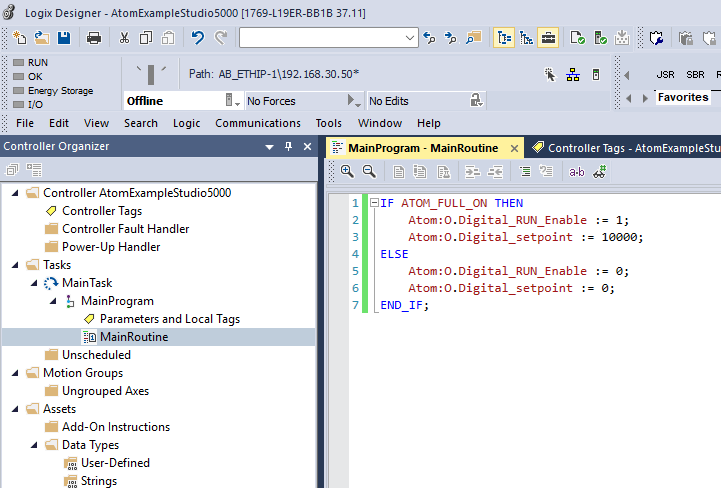 Logix Designer - AtomExampleStudio5000 [1769-L19ER-BB1B 37.11]
RUN
OK
Energy Storage
I/O
Path: AB_ETHIP-1\192.168.30.50*
Offline
No Forces
No Edits
JSR SBR
Favorites
File Edit View Search Logic Communications Tools Window Help
Controller Organizer
Controller AtomExampleStudio5000
Controller Tags
Controller Fault Handler
Power-Up Handler
Tasks
MainTask
MainProgram
Parameters and Local Tags
MainRoutine
Unscheduled
Motion Groups
Ungrouped Axes
Assets
Add-On Instructions
Data Types
User-Defined
Strings
MainProgram - MainRoutine
Controller Tags - AtomExampleStu
a-b
1 IF ATOM_FULL_ON THEN
2 Atom:O.Digital_RUN_Enable := 1;
3 Atom:O.Digital_setpoint := 10000;
4 ELSE
5 Atom:O.Digital_RUN_Enable := 0;
6 Atom:O.Digital_setpoint := 0;
7 END_IF;